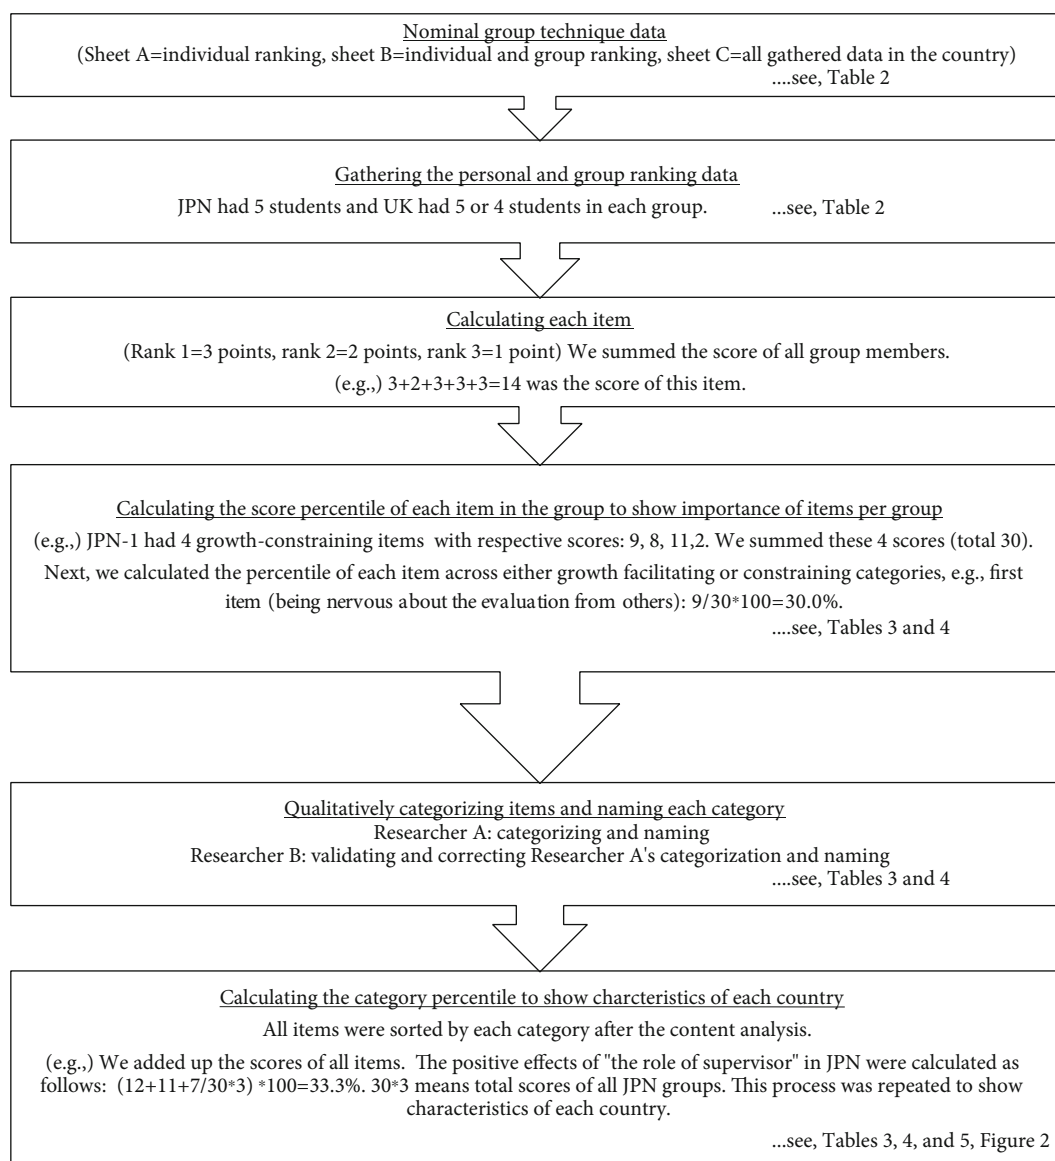 Nominal group technique data
(Sheet A=individual ranking, sheet B=individual and group ranking, sheet C=all gathered data in the country)
....see, Table 2
Gathering the personal and group ranking data
JPN had 5 students and UK had 5 or 4 students in each group. ...see, Table 2
Calculating each item
(Rank 1=3 points, rank 2=2 points, rank 3=1 point) We summed the score of all group members.
(e.g.,) 3+2+3+3+3=14 was the score of this item.
Calculating the score percentile of each item in the group to show importance of items per group
(e.g.,) JPN-1 had 4 growth-constraining items with respective scores: 9, 8, 11,2. We summed these 4 scores (total 30).
Next, we calculated the percentile of each item across either growth facilitating or constraining categories, e.g., first
item (being nervous about the evaluation from others): 9/30*100=30.0%.
....see, Tables 3 and 4
Qualitatively categorizing items and naming each category
Researcher A: categorizing and naming
Researcher B: validating and correcting Researcher A's categorization and naming
....see, Tables 3 and 4
Calculating the category percentile to show charcteristics of each country
All items were sorted by each category after the content analysis.
(e.g.,) We added up the scores of all items. The positive effects of "the role of supervisor" in JPN were calculated as
follows: (12+11+7/30*3) *100=33.3%. 30*3 means total scores of all JPN groups. This process was repeated to show
characteristics of each country.
...see, Tables 3, 4, and 5, Figure 2